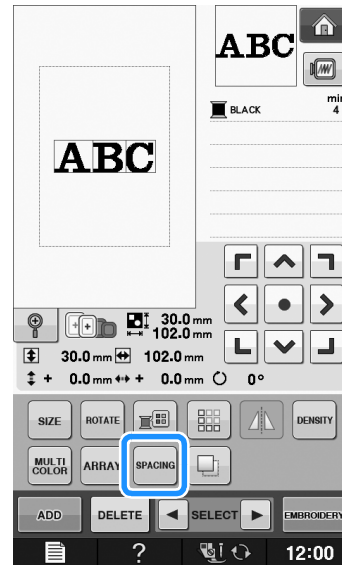 ABC
min
BLACK 4
ABC
30.0 mm
102.0 mm
30.0 mm 102.0 mm
+ 0.0 mm + 0.0 mm 0°
SIZE ROTATE DENSITY
MULTI
COLOR ARRAY SPACING
ADD DELETE SELECT EMBROIDERY
? 12:00